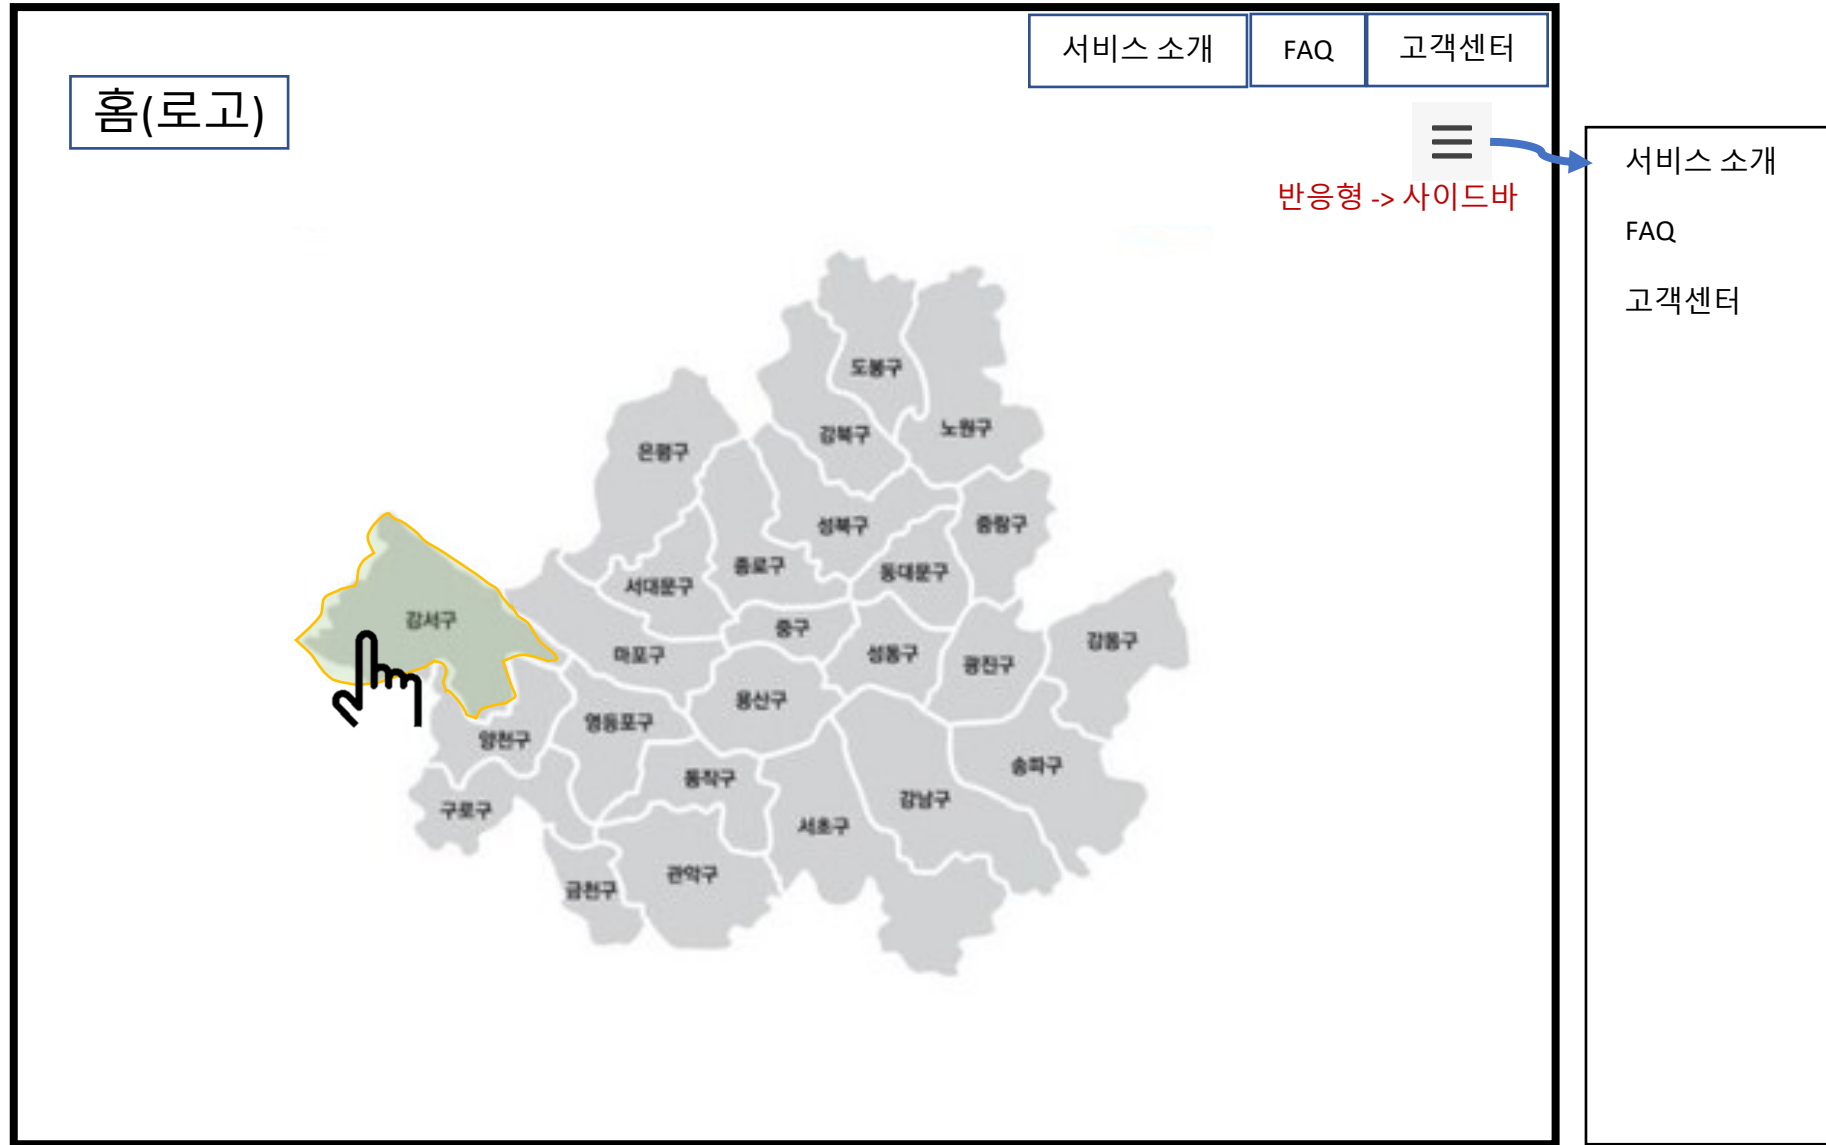 서비스 소개
FAQ
고객센터
홈(로고)
반응형 -> 사이드바
서비스 소개
FAQ
고객센터
도봉구
노원구
강북구
은평구
성북구
중랑구
종로구
동대문구
서대문구
강서구
중구
강동구
마포구
성동구
광진구
용산구
영등포구
양천구
송파구
동작구
강남구
구로구
서초구
관악구
금천구